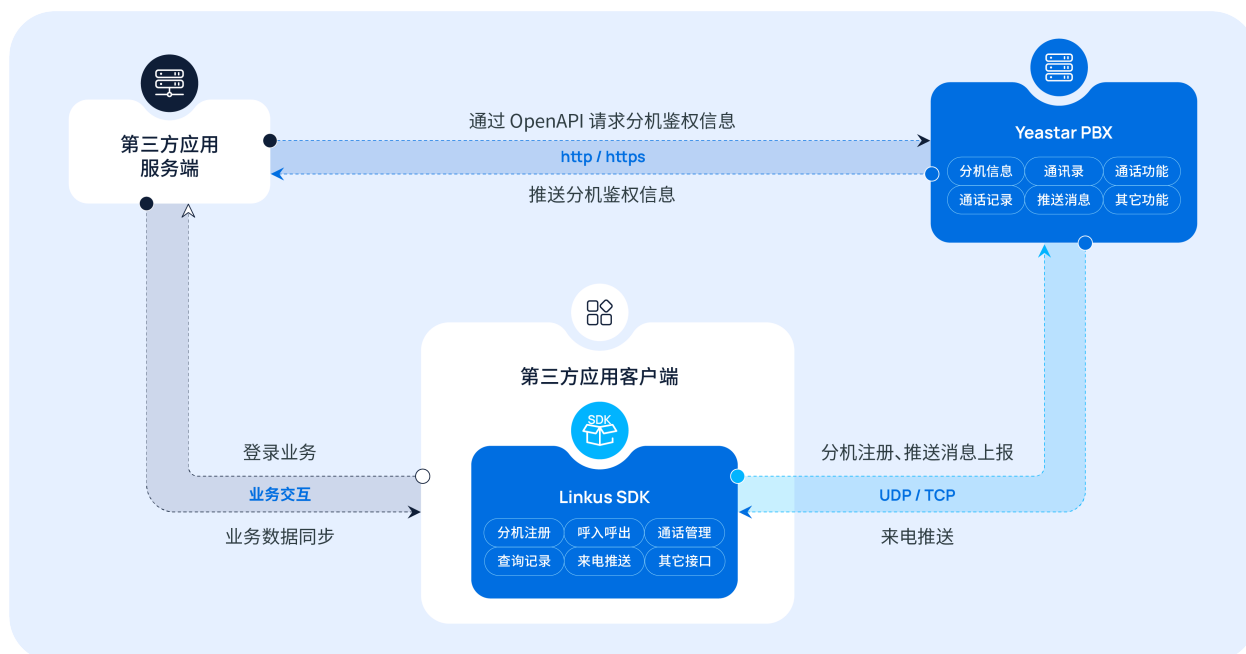 第三方应用
服务端
通过 OpenAPI 请求分机鉴权信息
http / https
推送分机鉴权信息
Yeastar PBX
分机信息 通讯录 通话功能
通话记录 推送消息 其它功能
第三方应用客户端
SDK
登录业务
业务交互
业务数据同步
Linkus SDK
分机注册 呼入呼出 通话管理
查询记录 来电推送 其它接口
分机注册、推送消息上报
UDP / TCP
来电推送